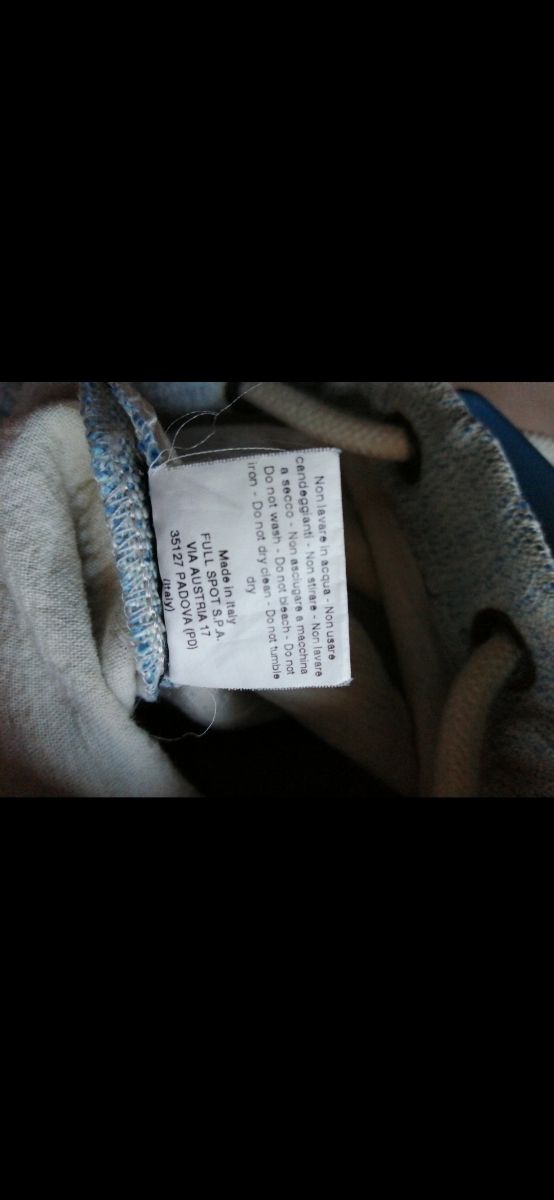 Non lavare in acqua - Non usare
candeggianti - Non stirare - Non lavare
a secco - Non asciugare a macchina
Do not wash - Do not bleach - Do not
iron - Do not dry clean - Do not tumble
dry
Made in Italy
FULL SPOT S.P.A.
VIA AUSTRIA 17
35127 PADOVA (PD)
(Italy)